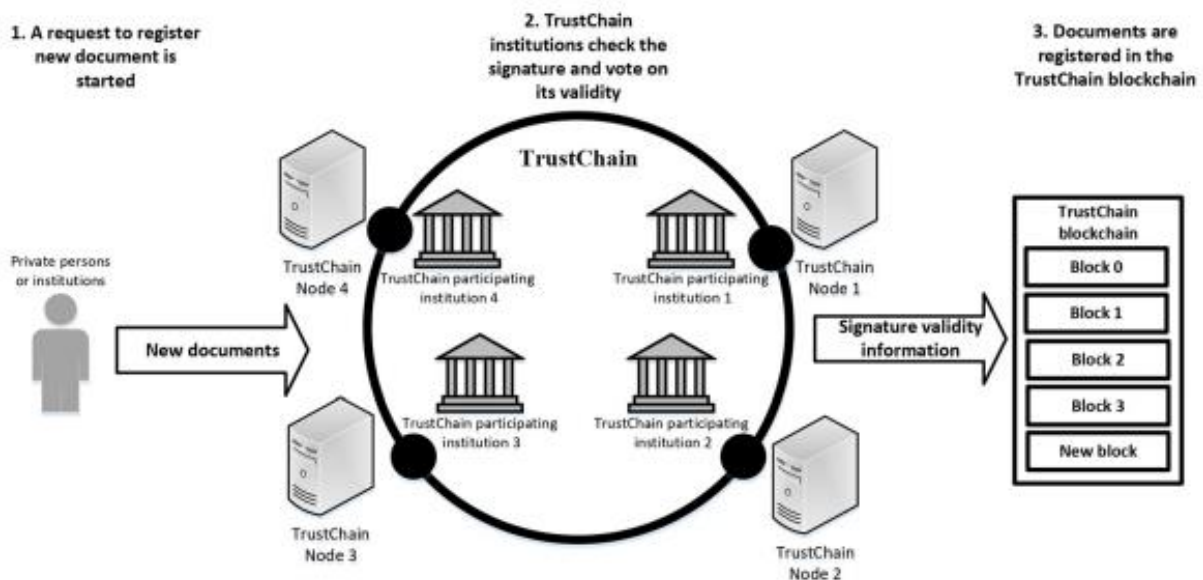 1. A request to register
new document is
started
2. TrustChain
institutions check the
signature and vote on
its validity
3. Documents are
registered in the
TrustChain blockchain
TrustChain
Private persons
or institutions
New documents
TrustChain
Node 4
TrustChain participating
institution 4
TrustChain participating
institution 1
TrustChain
Node 1
TrustChain participating
institution 3
TrustChain participating
institution 2
TrustChain
Node 3
TrustChain
Node 2
Signature validity
information
TrustChain
blockchain
Block 0
Block 1
Block 2
Block 3
New block